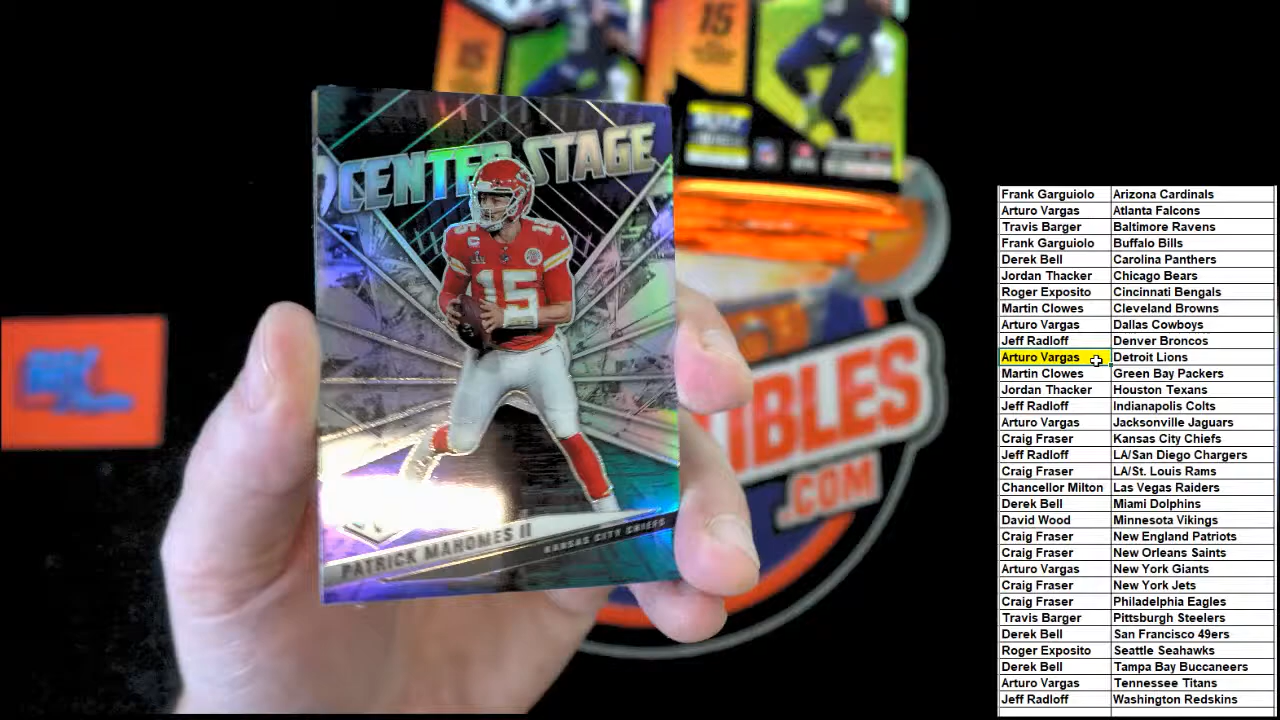 15
15
CENTER STAGE
15
15
PATRICK MAHOMES II
KANSAS CITY CHIEFS
IBLES
.COM
Frank Garguiolo Arizona Cardinals
Arturo Vargas Atlanta Falcons
Travis Barger Baltimore Ravens
Frank Garguiolo Buffalo Bills
Derek Bell Carolina Panthers
Jordan Thacker Chicago Bears
Roger Exposito Cincinnati Bengals
Martin Clowes Cleveland Browns
Arturo Vargas Dallas Cowboys
Jeff Radloff Denver Broncos
Arturo Vargas Detroit Lions
Martin Clowes Green Bay Packers
Jordan Thacker Houston Texans
Jeff Radloff Indianapolis Colts
Arturo Vargas Jacksonville Jaguars
Craig Fraser Kansas City Chiefs
Jeff Radloff LA/San Diego Chargers
Craig Fraser LA/St. Louis Rams
Chancellor Milton Las Vegas Raiders
Derek Bell Miami Dolphins
David Wood Minnesota Vikings
Craig Fraser New England Patriots
Craig Fraser New Orleans Saints
Arturo Vargas New York Giants
Craig Fraser New York Jets
Craig Fraser Philadelphia Eagles
Travis Barger Pittsburgh Steelers
Derek Bell San Francisco 49ers
Roger Exposito Seattle Seahawks
Derek Bell Tampa Bay Buccaneers
Arturo Vargas Tennessee Titans
Jeff Radloff Washington Redskins